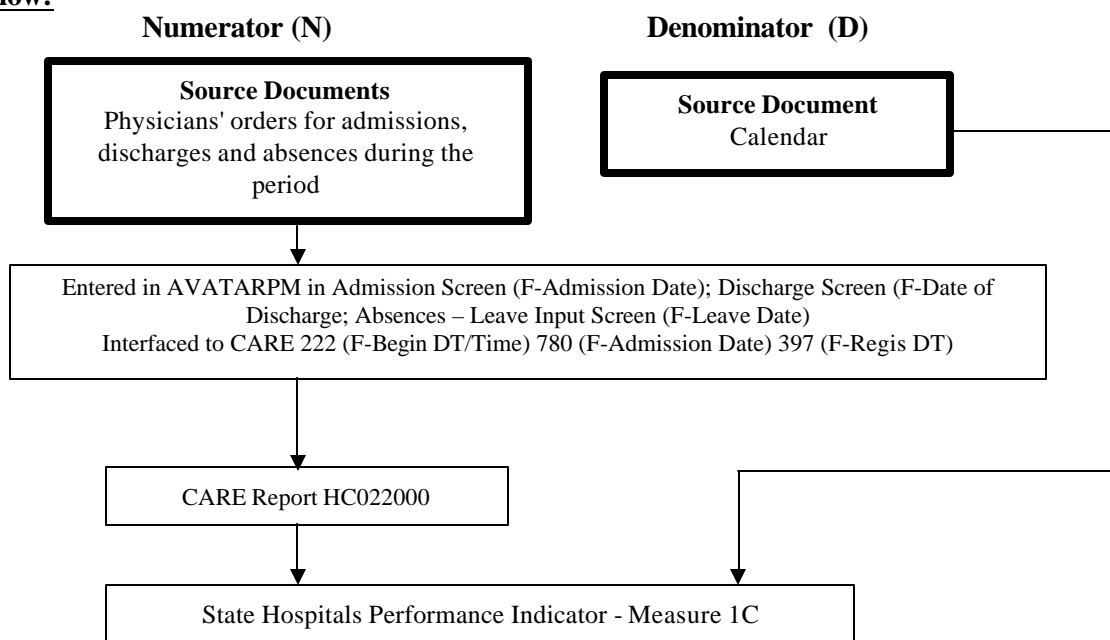 Numerator (N)
Denominator (D)
Source Documents
Physicians' orders for admissions,
discharges and absences during the
period
Source Document
Calendar
Entered in AVATARPM in Admission Screen (F-Admission Date); Discharge Screen (F-Date of
Discharge; Absences – Leave Input Screen (F-Leave Date)
Interfaced to CARE 222 (F-Begin DT/Time) 780 (F-Admission Date) 397 (F-Regis DT)
CARE Report HC022000
State Hospitals Performance Indicator - Measure 1C